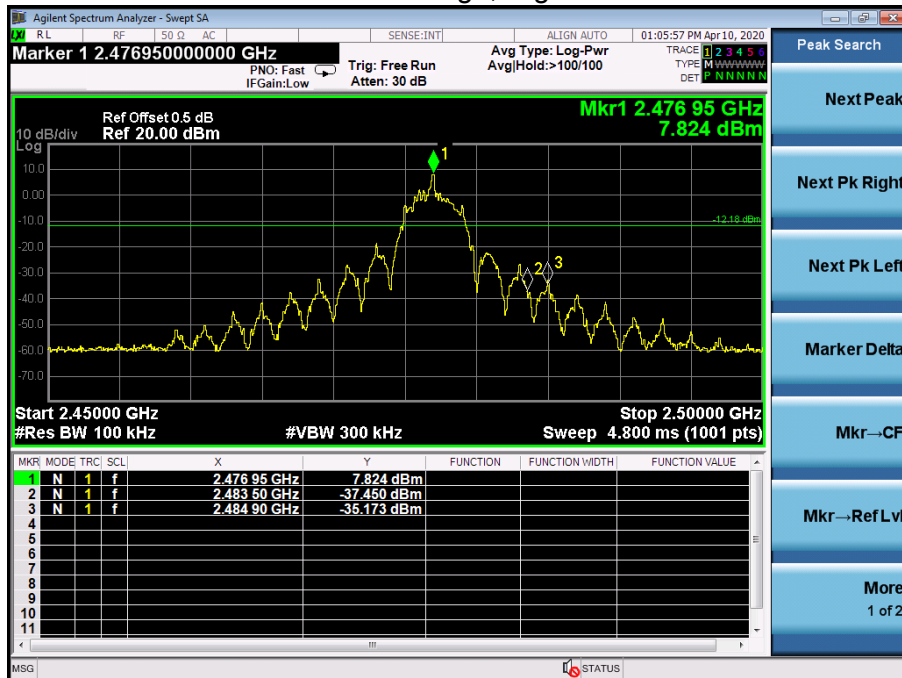 Agilent Spectrum Analyzer - Swept SA
LXI RL RF 50 Ω AC SENSE:INT ALIGN AUTO 01:05:57 PM Apr 10, 2020
Marker 1 2.476950000000 GHz
PNO: Fast
IFGain:Low
Trig: Free Run
Atten: 30 dB
Avg Type: Log-Pwr
Avg|Hold:>100/100
TRACE 1 2 3 4 5 6
TYPE M W W W W W
DET P N N N N N
Peak Search
Next Peak
Next Pk Right
Next Pk Left
Marker Delta
Mkr→CF
Mkr→Ref Lvl
More
1 of 2
Mkr1 2.476 95 GHz
7.824 dBm
Ref Offset 0.5 dB
10 dB/div Ref 20.00 dBm
Log
1
10.0
0.00
-10.0
-12.18 dBm
-20.0
-30.0
2 3
-40.0
-50.0
-60.0
-70.0
Start 2.45000 GHz Stop 2.50000 GHz
#Res BW 100 kHz #VBW 300 kHz Sweep 4.800 ms (1001 pts)
MKR MODE TRC SCL X Y FUNCTION FUNCTION WIDTH FUNCTION VALUE
1 N 1 f 2.476 95 GHz 7.824 dBm
2 N 1 f 2.483 50 GHz -37.450 dBm
3 N 1 f 2.484 90 GHz -35.173 dBm
4
5
6
7
8
9
10
11
MSG STATUS